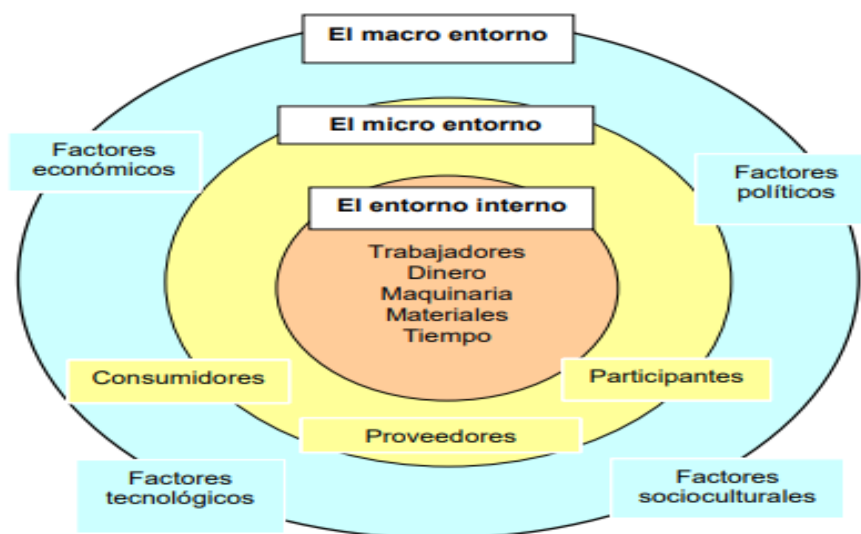 El macro entorno
El micro entorno
Factores
económicos
Factores
políticos
El entorno interno
Trabajadores
Dinero
Maquinaria
Materiales
Tiempo
Consumidores
Participantes
Proveedores
Factores
tecnológicos
Factores
socioculturales